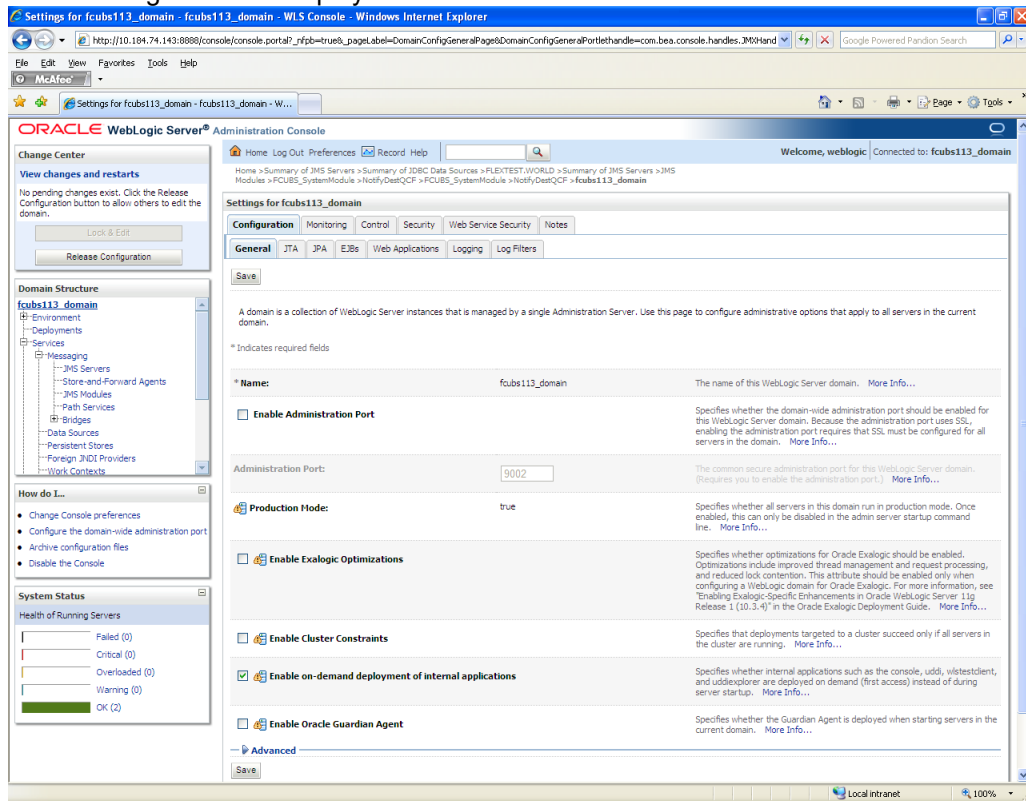 Settings for fcubs113_domain - fcubs113_domain - WLS Console - Windows Internet Explorer
http://10.184.74.143:8888/console/console.portal?_nfpb=true&_pageLabel=DomainConfigGeneralPage&DomainConfigGeneralPortlethandle=com.bea.console.handles.JMXHand
Google Powered Pandion Search
File Edit View Favorites Tools Help
McAfee
Settings for fcubs113_domain - fcubs113_domain - W...
Page Tools
ORACLE WebLogic Server® Administration Console
Change Center
View changes and restarts
No pending changes exist. Click the Release
Configuration button to allow others to edit the
domain.
Lock & Edit
Release Configuration
Domain Structure
fcubs113_domain
Environment
Deployments
Services
Messaging
JMS Servers
Store-and-Forward Agents
JMS Modules
Path Services
Bridges
Data Sources
Persistent Stores
Foreign JNDI Providers
Work Contexts
How do I...
Change Console preferences
Configure the domain-wide administration port
Archive configuration files
Disable the Console
System Status
Health of Running Servers
Failed (0)
Critical (0)
Overloaded (0)
Warning (0)
OK (2)
Home Log Out Preferences Record Help
Welcome, weblogic Connected to: fcubs113_domain
Home >Summary of JMS Servers >Summary of JDBC Data Sources >FLEXTEST.WORLD >Summary of JMS Servers >JMS
Modules >FCUBS_SystemModule >NotifyDestQCF >FCUBS_SystemModule >NotifyDestQCF >fcubs113_domain
Settings for fcubs113_domain
Configuration Monitoring Control Security Web Service Security Notes
General JTA JPA EJBs Web Applications Logging Log Filters
Save
A domain is a collection of WebLogic Server instances that is managed by a single Administration Server. Use this page to configure administrative options that apply to all servers in the current
domain.
* Indicates required fields
* Name: fcubs113_domain The name of this WebLogic Server domain. More Info...
Enable Administration Port
Specifies whether the domain-wide administration port should be enabled for
this WebLogic Server domain. Because the administration port uses SSL,
enabling the administration port requires that SSL must be configured for all
servers in the domain. More Info...
Administration Port: 9002
The common secure administration port for this WebLogic Server domain.
(Requires you to enable the administration port.) More Info...
Production Mode: true
Specifies whether all servers in this domain run in production mode. Once
enabled, this can only be disabled in the admin server startup command
line. More Info...
Enable Exalogic Optimizations
Specifies whether optimizations for Oracle Exalogic should be enabled.
Optimizations include improved thread management and request processing,
and reduced lock contention. This attribute should be enabled only when
configuring a WebLogic domain for Oracle Exalogic. For more information, see
"Enabling Exalogic-Specific Enhancements in Oracle WebLogic Server 11g
Release 1 (10.3.4)" in the Oracle Exalogic Deployment Guide. More Info...
Enable Cluster Constraints
Specifies that deployments targeted to a cluster succeed only if all servers in
the cluster are running. More Info...
Enable on-demand deployment of internal applications
Specifies whether internal applications such as the console, uddi, wlstestclient,
and uddiexplorer are deployed on demand (first access) instead of during
server startup. More Info...
Enable Oracle Guardian Agent
Specifies whether the Guardian Agent is deployed when starting servers in the
current domain. More Info...
Advanced
Save
Local intranet 100%